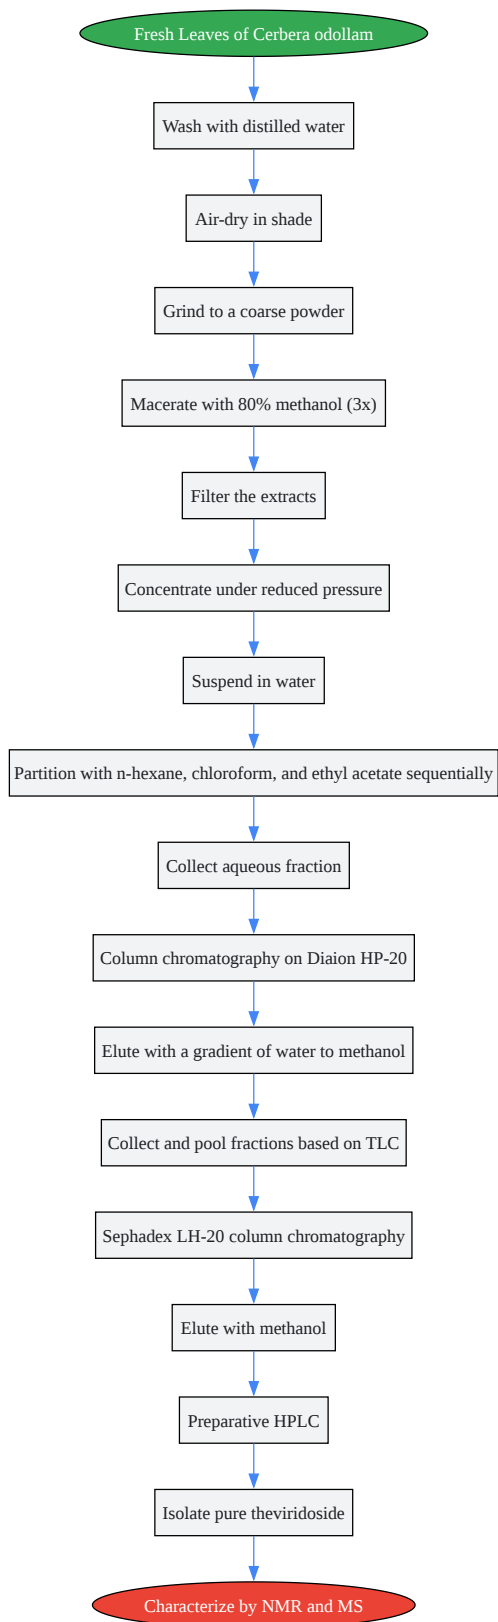 Fresh Leaves of Cerbera odollam
Wash with distilled water
Air-dry in shade
Grind to a coarse powder
Macerate with 80% methanol (3x)
Filter the extracts
Concentrate under reduced pressure
Suspend in water
Partition with n-hexane, chloroform, and ethyl acetate sequentially
Collect aqueous fraction
Column chromatography on Diaion HP-20
Elute with a gradient of water to methanol
Collect and pool fractions based on TLC
Sephadex LH-20 column chromatography
Elute with methanol
Preparative HPLC
Isolate pure theviridoside
Characterize by NMR and MS